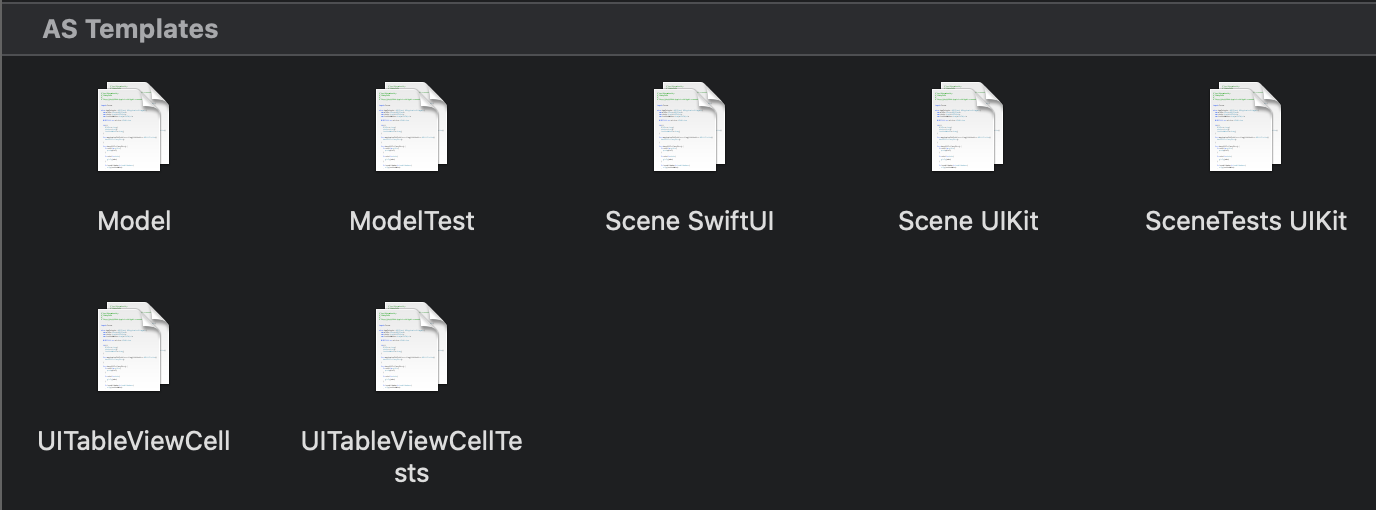 AS Templates
Model
ModelTest
Scene SwiftUI
Scene UIKit
SceneTests UIKit
UITableViewCell
UITableViewCellTe
sts